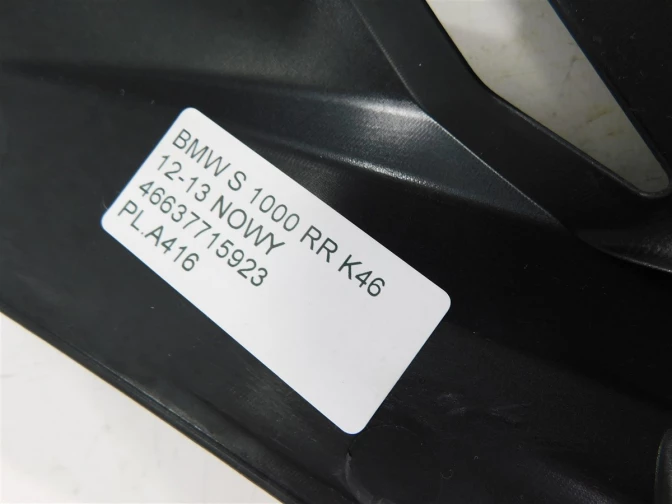 BMW S 1000 RR K46
12-13 NOWY
46637715923
PL.A416